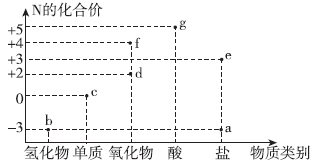 N的化合价
+5 g
+4 f
+3 e
+2 d
0 c
-3 b a
氢化物 单质 氧化物 酸 盐 物质类别